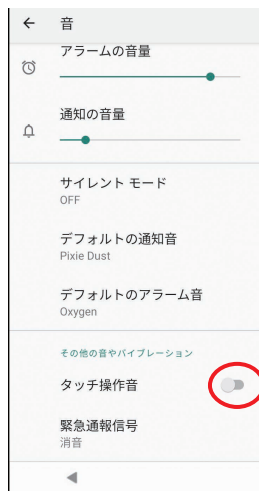 音
アラームの音量
通知の音量
サイレント モード
OFF
デフォルトの通知音
Pixie Dust
デフォルトのアラーム音
Oxygen
その他の音やバイブレーション
タッチ操作音
緊急通報信号
消音